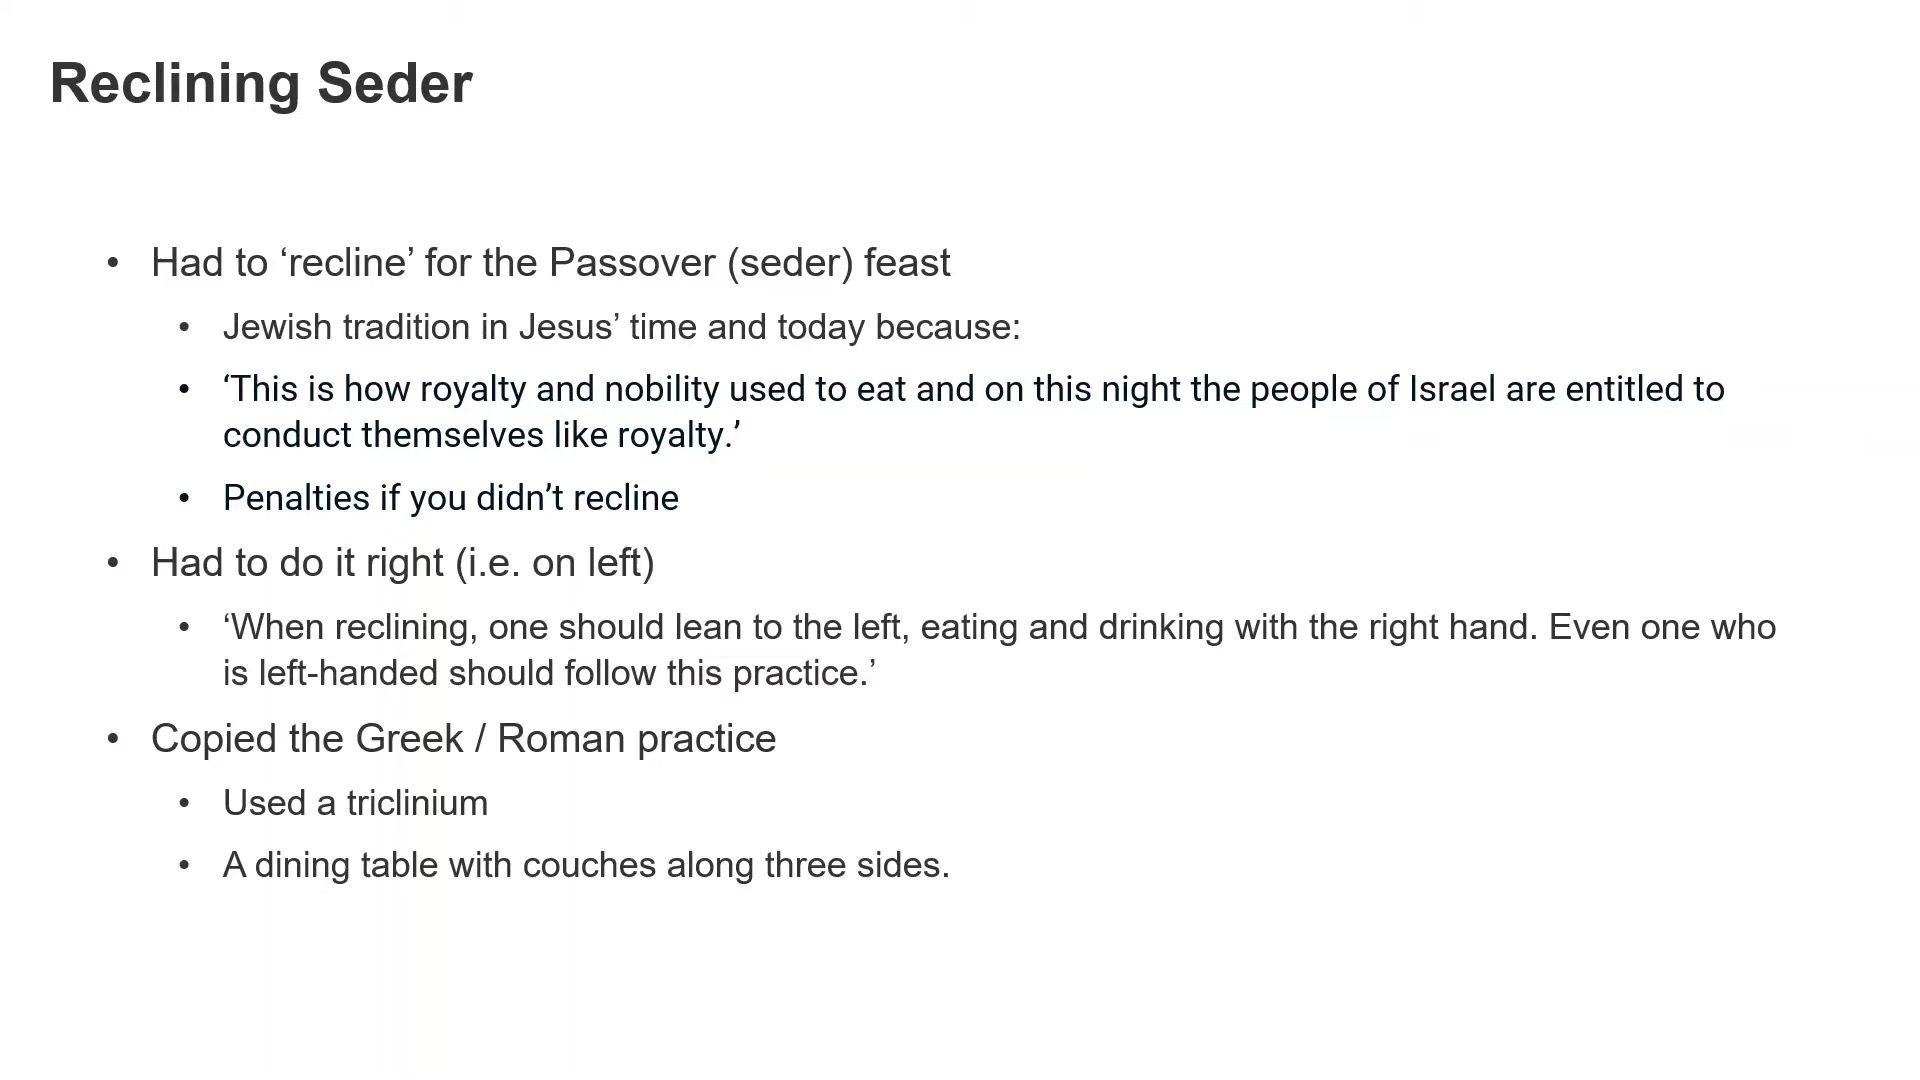 Reclining Seder
• Had to ‘recline’ for the Passover (seder) feast
• Jewish tradition in Jesus’ time and today because:
• ‘This is how royalty and nobility used to eat and on this night the people of Israel are entitled to
conduct themselves like royalty.’
• Penalties if you didn’t recline
• Had to do it right (i.e. on left)
• ‘When reclining, one should lean to the left, eating and drinking with the right hand. Even one who
is left-handed should follow this practice.’
• Copied the Greek / Roman practice
• Used a triclinium
• A dining table with couches along three sides.